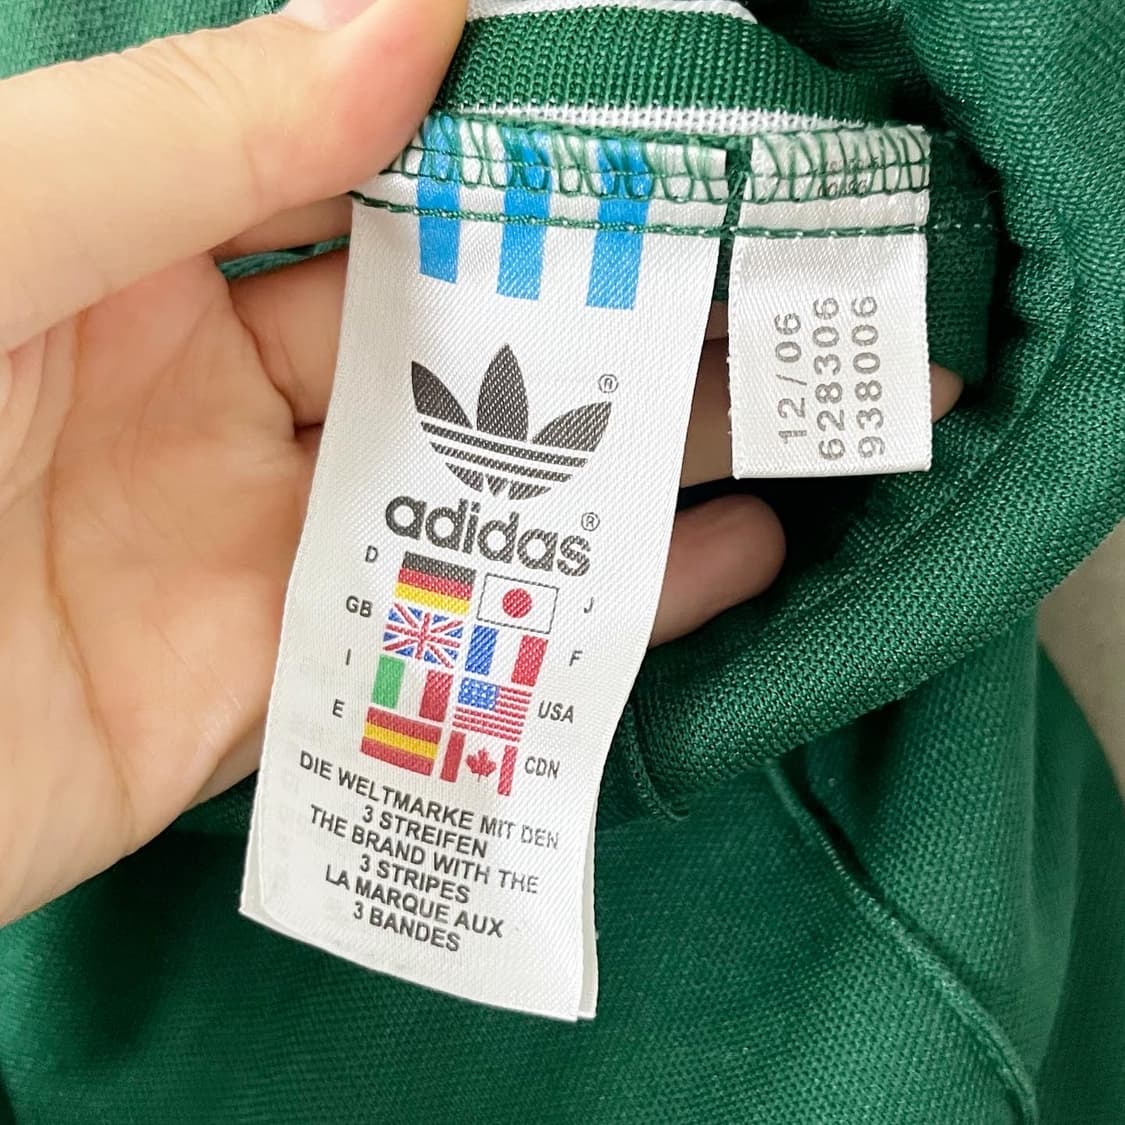 ®
adidas®
D
J
GB
F
I
USA
E
CDN
DIE WELTMARKE MIT DEN
3 STREIFEN
THE BRAND WITH THE
3 STRIPES
LA MARQUE AUX
3 BANDES
12/06
628306
938006